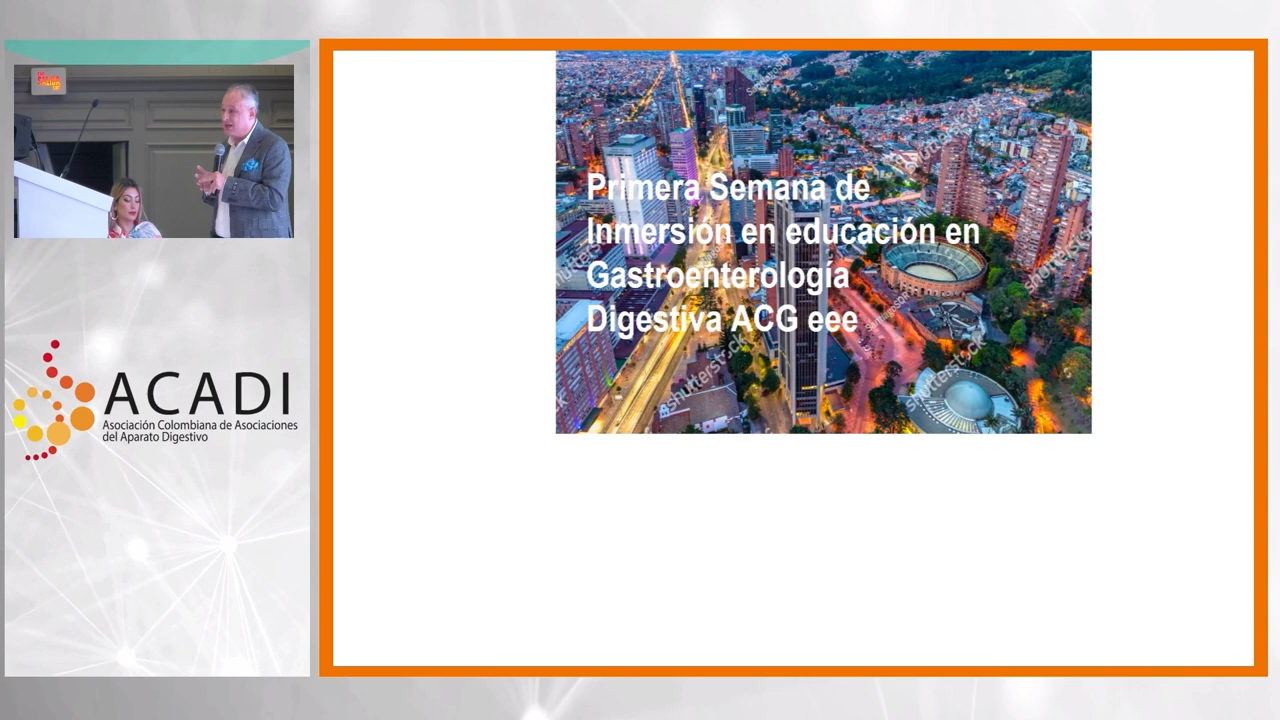 ACADI
Asociación Colombiana de Asociaciones
del Aparato Digestivo
Primera Semana de
Inmersión en educación en
Gastroenterología
Digestiva ACG eee
shutterstock